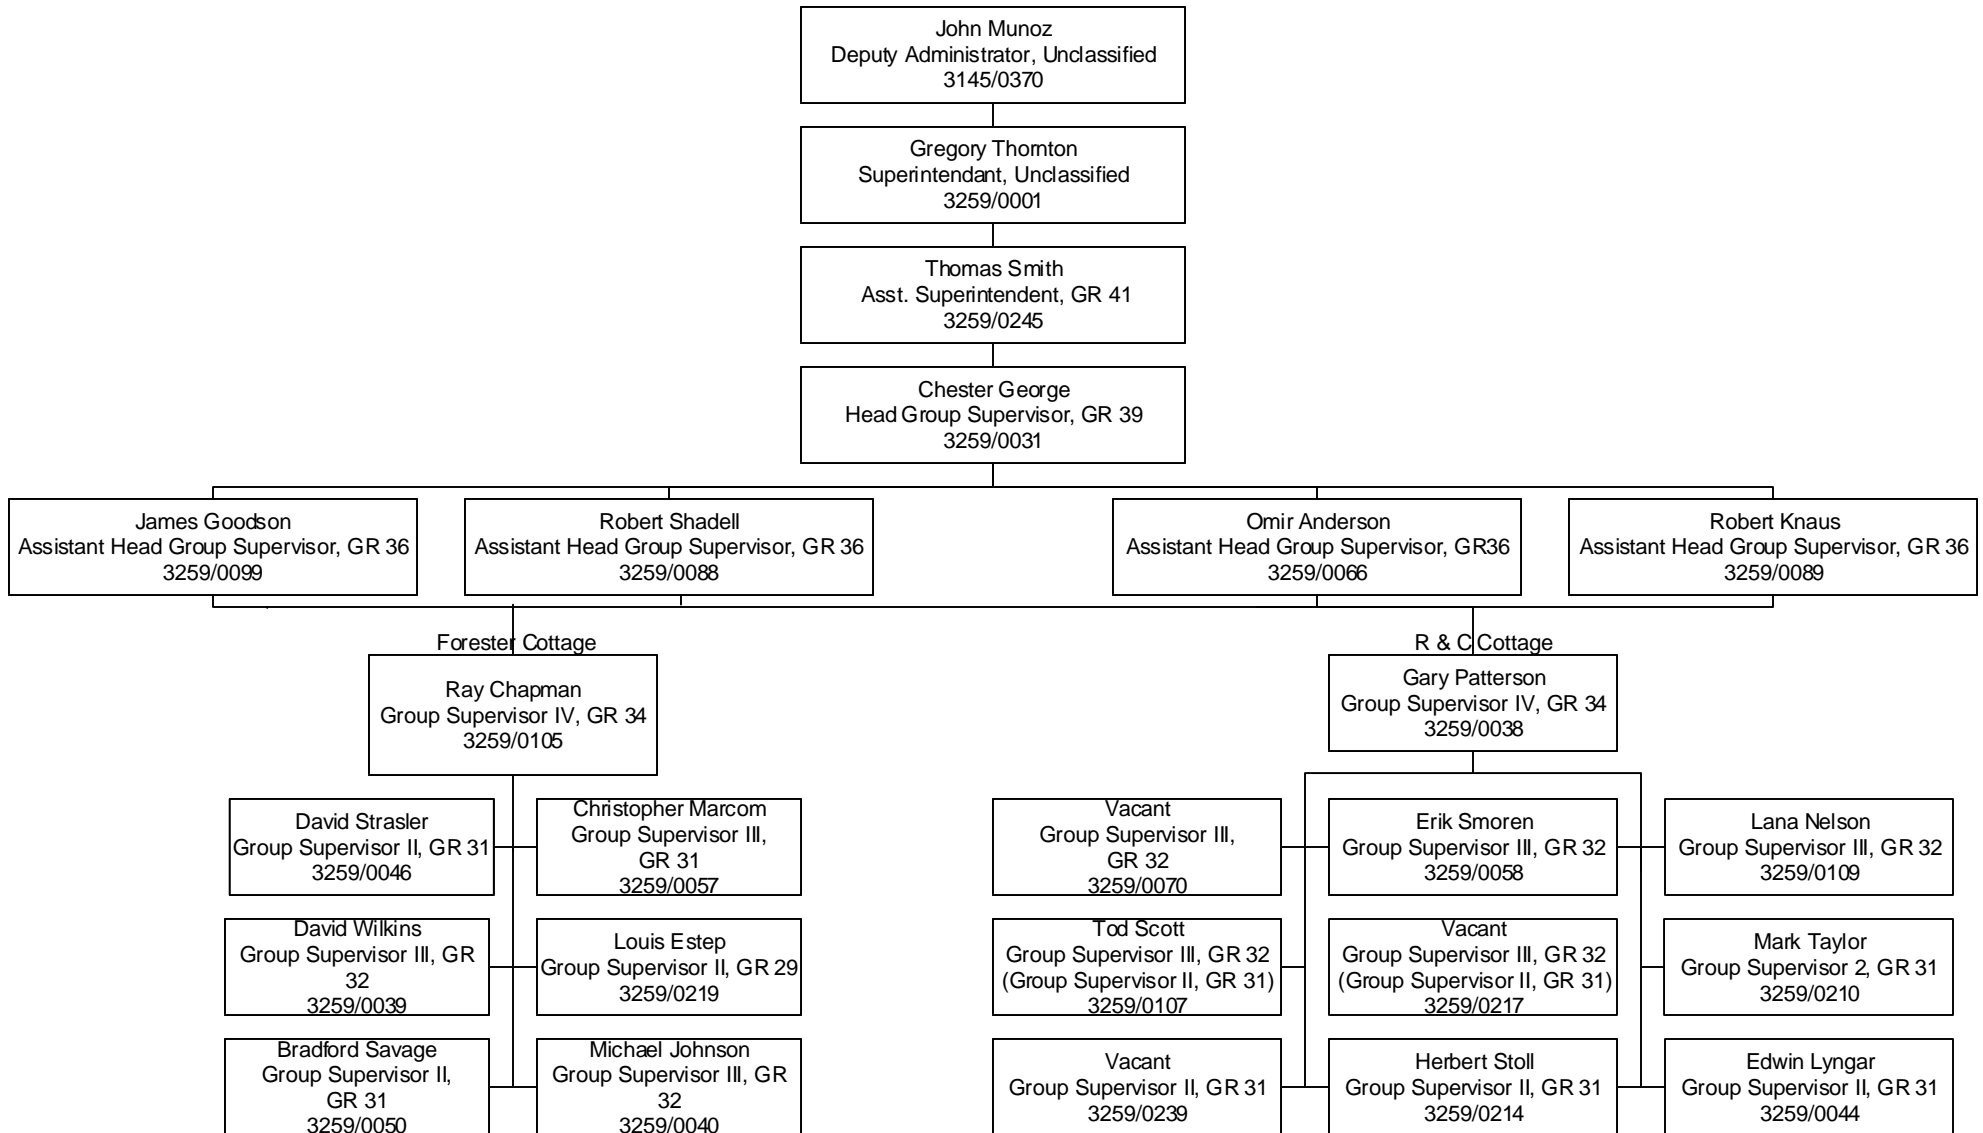 John Munoz
Deputy Administrator, Unclassified
3145/0370
Gregory Thornton
Superintendant, Unclassified
3259/0001
Thomas Smith
Asst. Superintendent, GR 41
3259/0245
Chester George
Head Group Supervisor, GR 39
3259/0031
James Goodson
Assistant Head Group Supervisor, GR 36
3259/0099
Robert Shadell
Assistant Head Group Supervisor, GR 36
3259/0088
Omir Anderson
Assistant Head Group Supervisor, GR36
3259/0066
Robert Knaus
Assistant Head Group Supervisor, GR 36
3259/0089
Forester Cottage
Ray Chapman
Group Supervisor IV, GR 34
3259/0105
R & C Cottage
Gary Patterson
Group Supervisor IV, GR 34
3259/0038
David Strasler
Group Supervisor II, GR 31
3259/0046
Christopher Marcom
Group Supervisor III,
GR 31
3259/0057
Vacant
Group Supervisor III,
GR 32
3259/0070
Erik Smoren
Group Supervisor III, GR 32
3259/0058
Lana Nelson
Group Supervisor III, GR 32
3259/0109
David Wilkins
Group Supervisor III, GR
32
3259/0039
Louis Estep
Group Supervisor II, GR 29
3259/0219
Tod Scott
Group Supervisor III, GR 32
(Group Supervisor II, GR 31)
3259/0107
Vacant
Group Supervisor III, GR 32
(Group Supervisor II, GR 31)
3259/0217
Mark Taylor
Group Supervisor 2, GR 31
3259/0210
Bradford Savage
Group Supervisor II,
GR 31
3259/0050
Michael Johnson
Group Supervisor III, GR
32
3259/0040
Vacant
Group Supervisor II, GR 31
3259/0239
Herbert Stoll
Group Supervisor II, GR 31
3259/0214
Edwin Lyngar
Group Supervisor II, GR 31
3259/0044